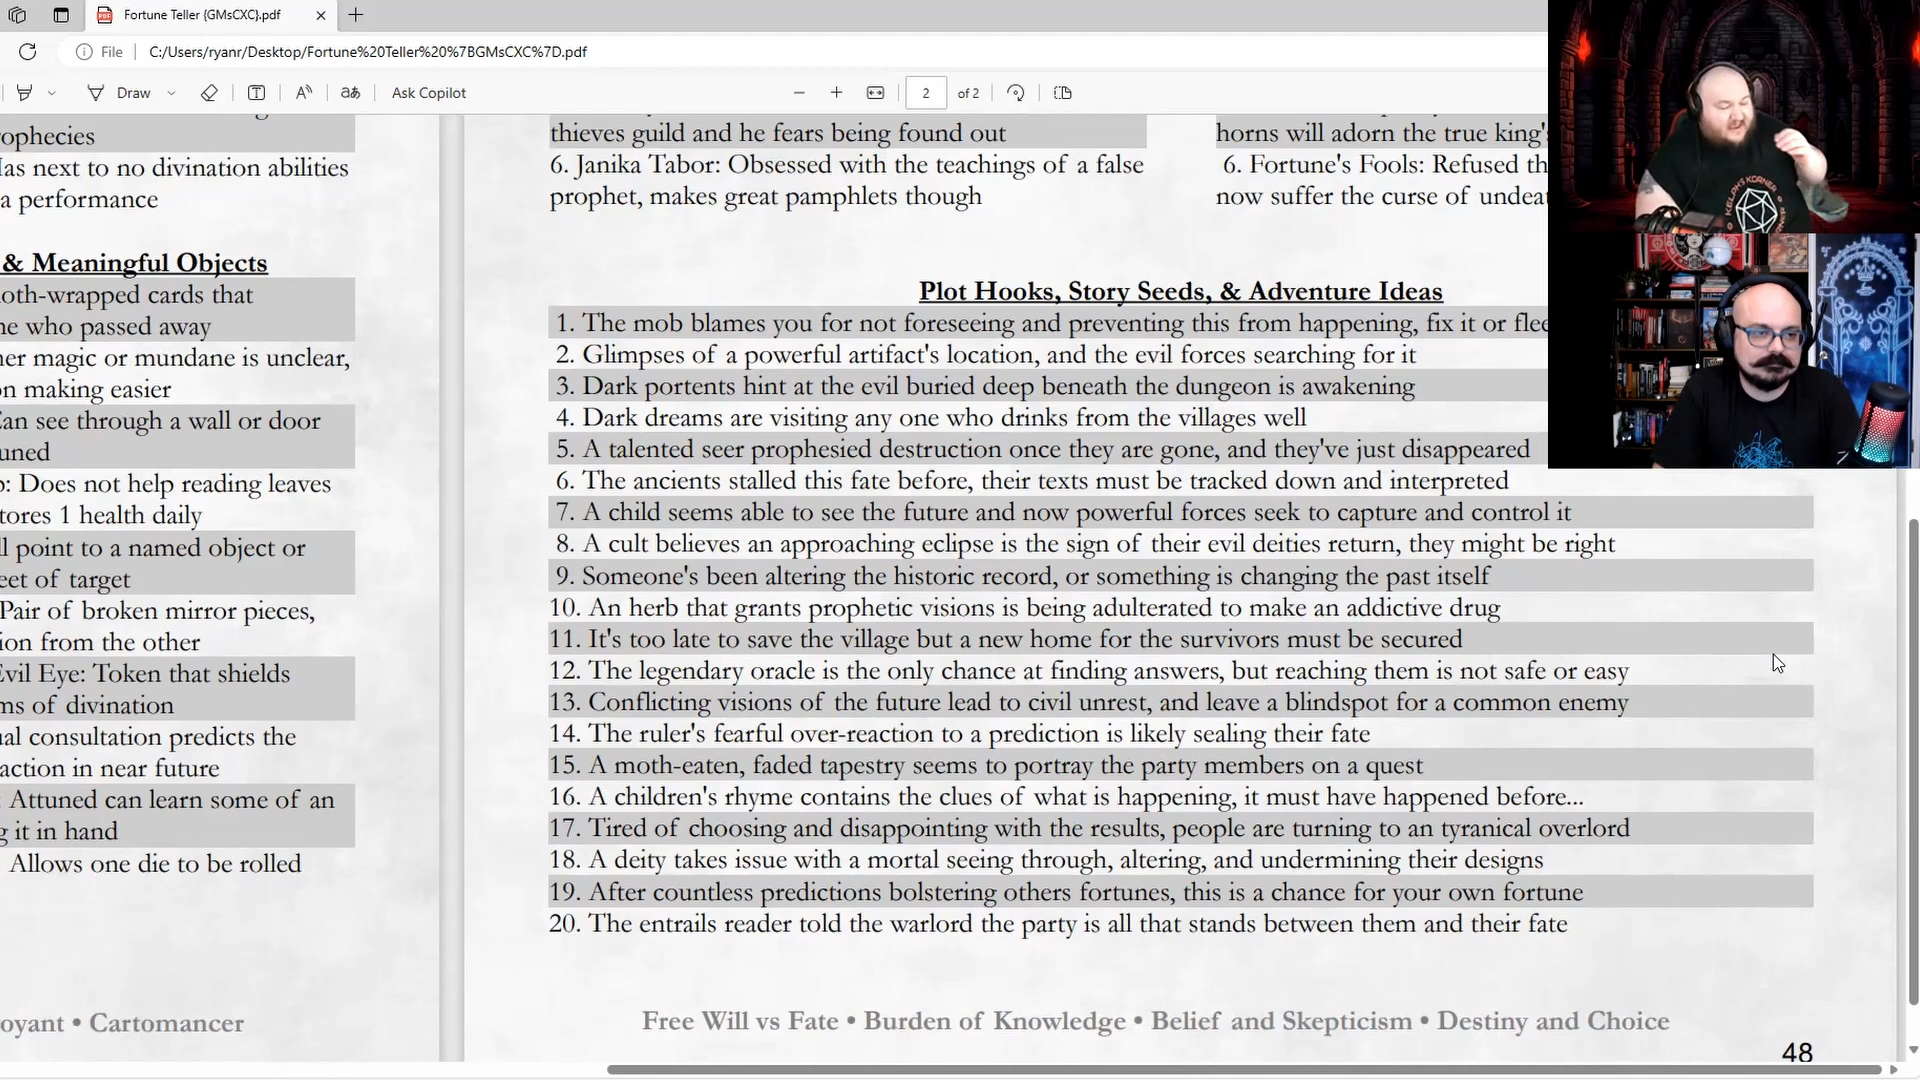 Fortune Teller {GMsCXC}.pdf
File
C:/Users/ryanr/Desktop/Fortune%20Teller%20%7BGMsCXC%7D.pdf
Draw
aあ
Ask Copilot
2 of 2
ophecies
as next to no divination abilities
a performance
& Meaningful Objects
oth-wrapped cards that
ne who passed away
her magic or mundane is unclear,
on making easier
Can see through a wall or door
uned
p: Does not help reading leaves
tores 1 health daily
ll point to a named object or
eet of target
Pair of broken mirror pieces,
ion from the other
Evil Eye: Token that shields
ms of divination
ual consultation predicts the
action in near future
Attuned can learn some of an
g it in hand
Allows one die to be rolled
oyant • Cartomancer
thieves guild and he fears being found out
6. Janika Tabor: Obsessed with the teachings of a false
prophet, makes great pamphlets though
horns will adorn the true king's
6. Fortune's Fools: Refused th
now suffer the curse of undea
Plot Hooks, Story Seeds, & Adventure Ideas
1. The mob blames you for not foreseeing and preventing this from happening, fix it or flee
2. Glimpses of a powerful artifact's location, and the evil forces searching for it
3. Dark portents hint at the evil buried deep beneath the dungeon is awakening
4. Dark dreams are visiting any one who drinks from the villages well
5. A talented seer prophesied destruction once they are gone, and they've just disappeared
6. The ancients stalled this fate before, their texts must be tracked down and interpreted
7. A child seems able to see the future and now powerful forces seek to capture and control it
8. A cult believes an approaching eclipse is the sign of their evil deities return, they might be right
9. Someone's been altering the historic record, or something is changing the past itself
10. An herb that grants prophetic visions is being adulterated to make an addictive drug
11. It's too late to save the village but a new home for the survivors must be secured
12. The legendary oracle is the only chance at finding answers, but reaching them is not safe or easy
13. Conflicting visions of the future lead to civil unrest, and leave a blindspot for a common enemy
14. The ruler's fearful over-reaction to a prediction is likely sealing their fate
15. A moth-eaten, faded tapestry seems to portray the party members on a quest
16. A children's rhyme contains the clues of what is happening, it must have happened before...
17. Tired of choosing and disappointing with the results, people are turning to an tyranical overlord
18. A deity takes issue with a mortal seeing through, altering, and undermining their designs
19. After countless predictions bolstering others fortunes, this is a chance for your own fortune
20. The entrails reader told the warlord the party is all that stands between them and their fate
Free Will vs Fate • Burden of Knowledge • Belief and Skepticism • Destiny and Choice
48